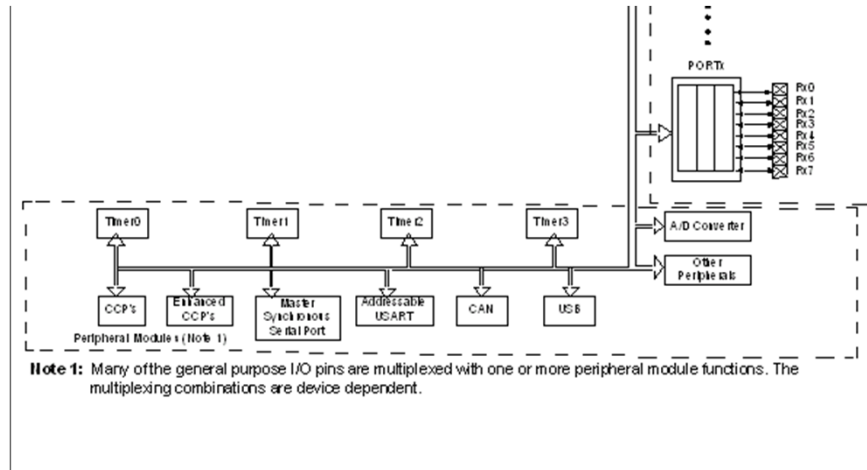 PORTx
Rx0
Rx1
Rx2
Rx3
Rx4
Rx5
Rx6
Rx7
Timer0
Timer1
Timer2
Timer3
A/D Converter
Other
Peripherals
CCP's
Enhanced
CCP's
Master
Synchronous
Serial Port
Addressable
USART
CAN
USB
Peripheral Modules (Note 1)
Note 1: Many of the general purpose I/O pins are multiplexed with one or more peripheral module functions. The
multiplexing combinations are device dependent.